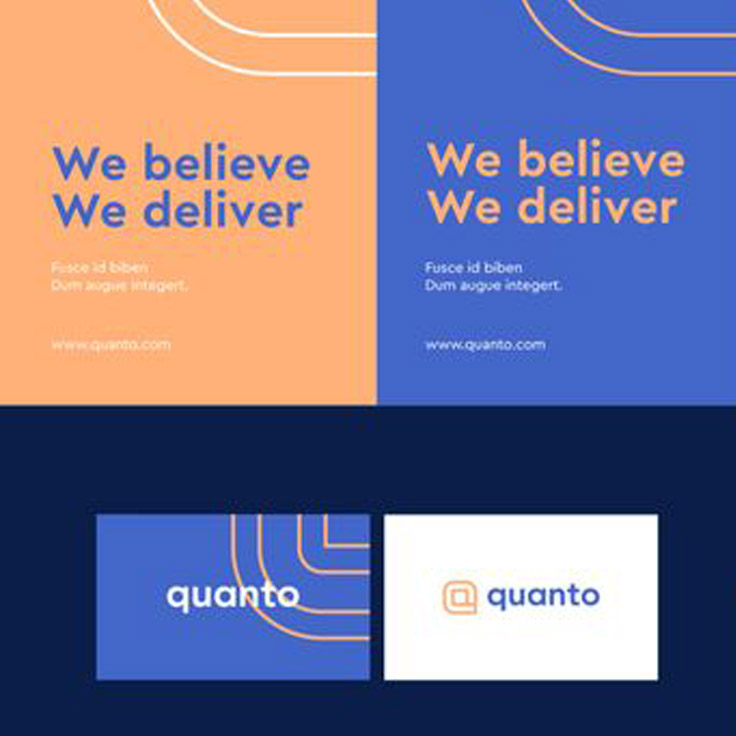 We believe
We deliver
Fusce id biben
Dum augue integert.
www.quanto.com
We believe
We deliver
Fusce id biben
Dum augue integert.
www.quanto.com
quanto
quanto